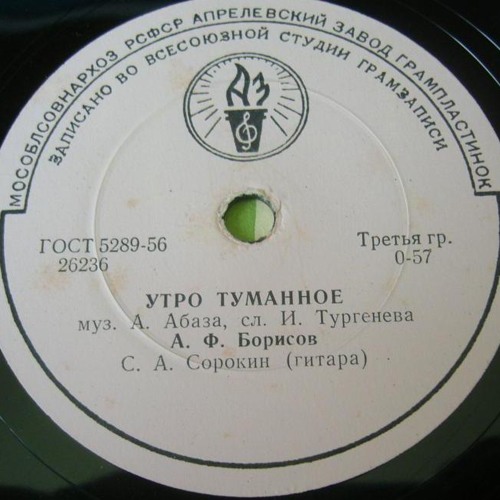 МОСОБЛСОВНАРХОЗ РСФСР АПРЕЛЕВСКИЙ ЗАВОД ГРАМПЛАСТИНОК
ЗАПИСАНО ВО ВСЕСОЮЗНОЙ СТУДИИ ГРАМЗАПИСИ
АЗ
ГОСТ 5289-56
26236
Третья гр.
0-57
УТРО ТУМАННОЕ
муз. А. Абаза, сл. И. Тургенева
А. Ф. Борисов
С. А. Сорокин (гитара)